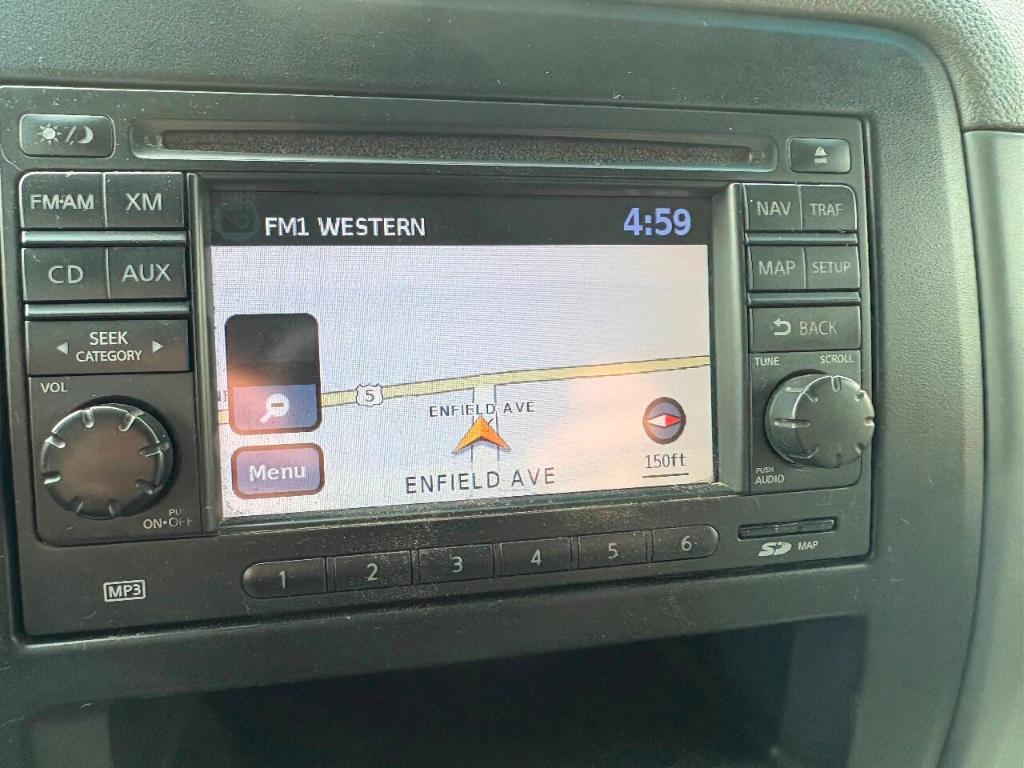 FM·AM XM
CD AUX
SEEK
CATEGORY
VOL
ON•OFF
FM1 WESTERN 4:59
5
ENFIELD AVE
ENFIELD AVE
Menu
150ft
NAV TRAF
MAP SETUP
BACK
TUNE SCROLL
PUSH
AUDIO
1 2 3 4 5 6
MP3
SD MAP